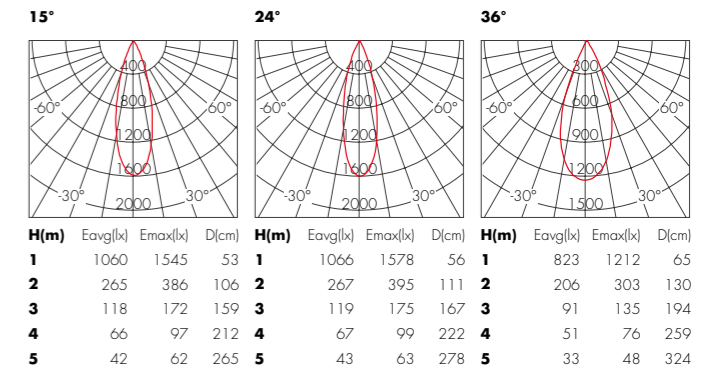 15° 24° 36°
400 400 300
-60° 800 60° -60° 800 60° -60° 600 60°
1200 1200 900
1600 1600 1200
-30° 30° -30° 30° -30° 30°
2000 2000 1500
H(m) Eavg(lx) Emax(lx) D(cm) H(m) Eavg(lx) Emax(lx) D(cm) H(m) Eavg(lx) Emax(lx) D(cm)
1 1060 1545 53 1 1066 1578 56 1 823 1212 65
2 265 386 106 2 267 395 111 2 206 303 130
3 118 172 159 3 119 175 167 3 91 135 194
4 66 97 212 4 67 99 222 4 51 76 259
5 42 62 265 5 43 63 278 5 33 48 324